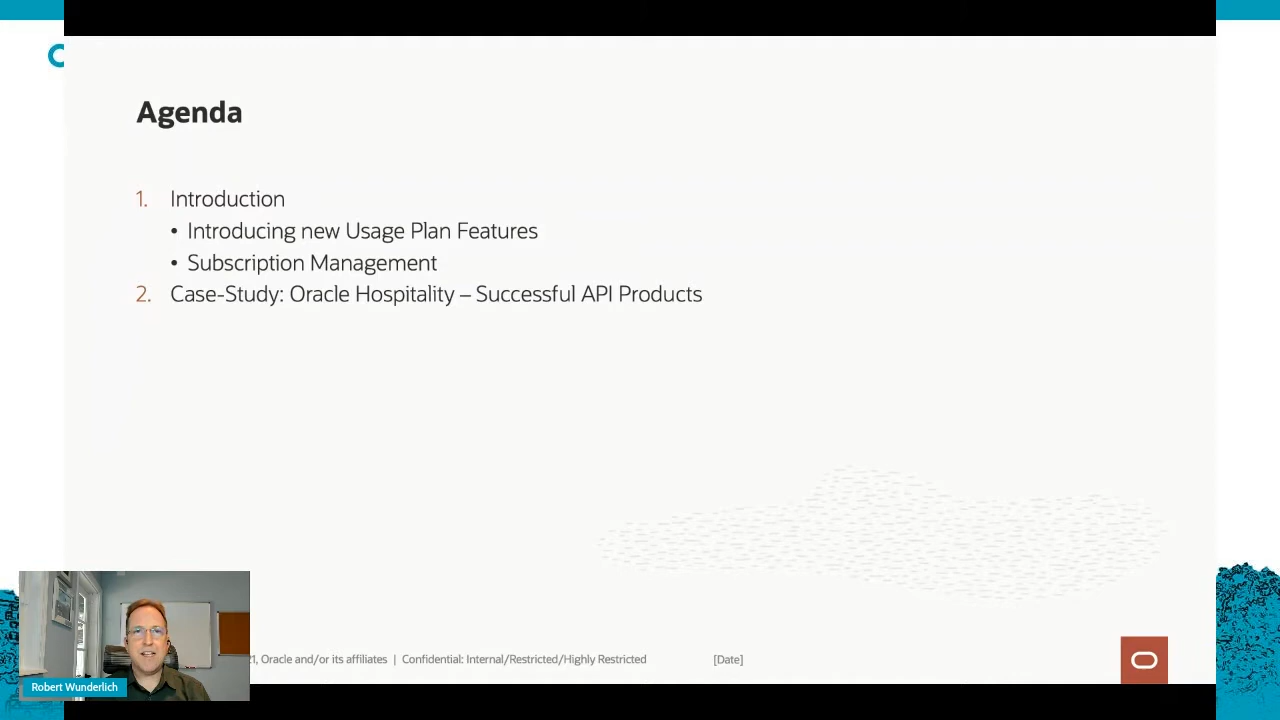 Agenda
1. Introduction
• Introducing new Usage Plan Features
• Subscription Management
2. Case-Study: Oracle Hospitality – Successful API Products
1, Oracle and/or its affiliates | Confidential: Internal/Restricted/Highly Restricted [Date]
Robert Wunderlich